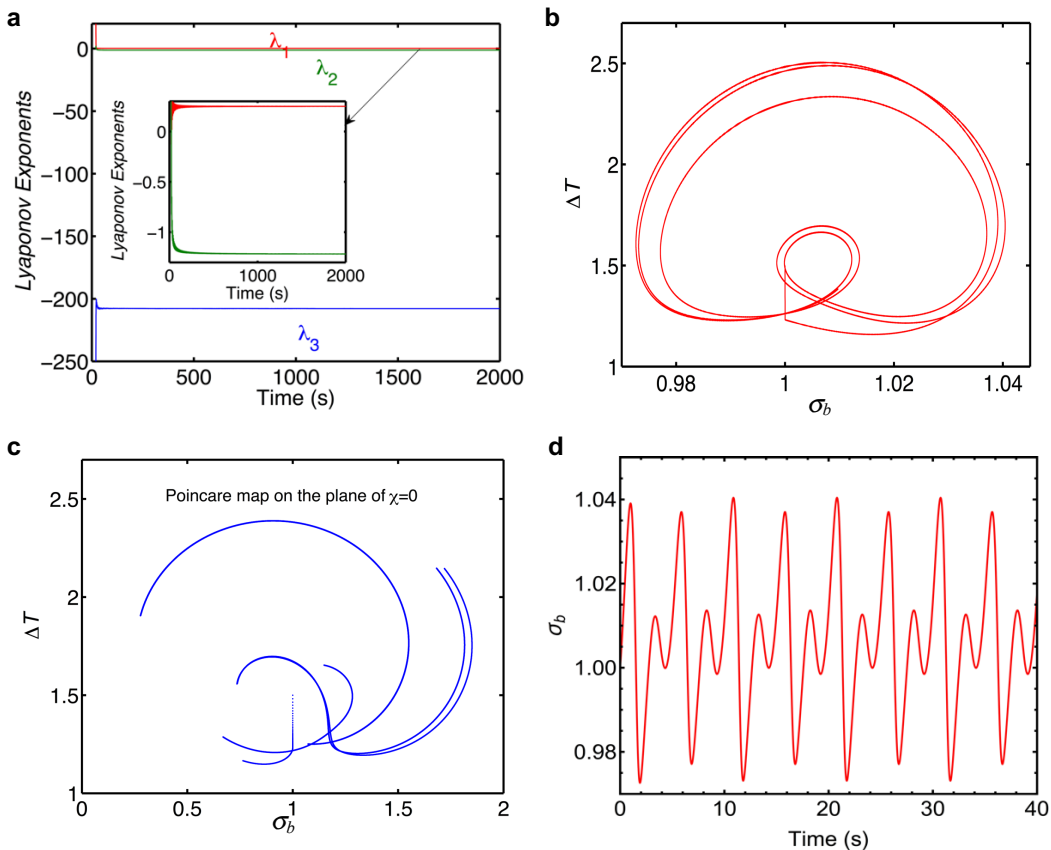 a
Lyaponov Exponents
0
−50
−100
−150
−200
−250
0
500
1000
1500
2000
Time (s)
λ1
λ2
λ3
Lyaponov Exponents
0
−0.5
−1
0
1000
2000
Time (s)
b
ΔT
2.5
2
1.5
1
0.98
1
1.02
1.04
σb
c
Poincare map on the plane of χ=0
ΔT
2.5
2
1.5
1
0
0.5
1
1.5
2
σb
d
σb
1.04
1.02
1.00
0.98
0
10
20
30
40
Time (s)